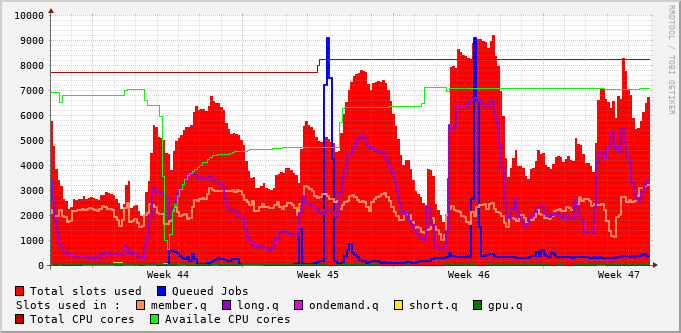 10000
9000
8000
7000
6000
5000
4000
3000
2000
1000
0
Week 44 Week 45 Week 46 Week 47
Total slots used Queued Jobs
Slots used in : member.q long.q ondemand.q short.q gpu.q
Total CPU cores Availale CPU cores
RRDTOOL / TOBI OETIKER